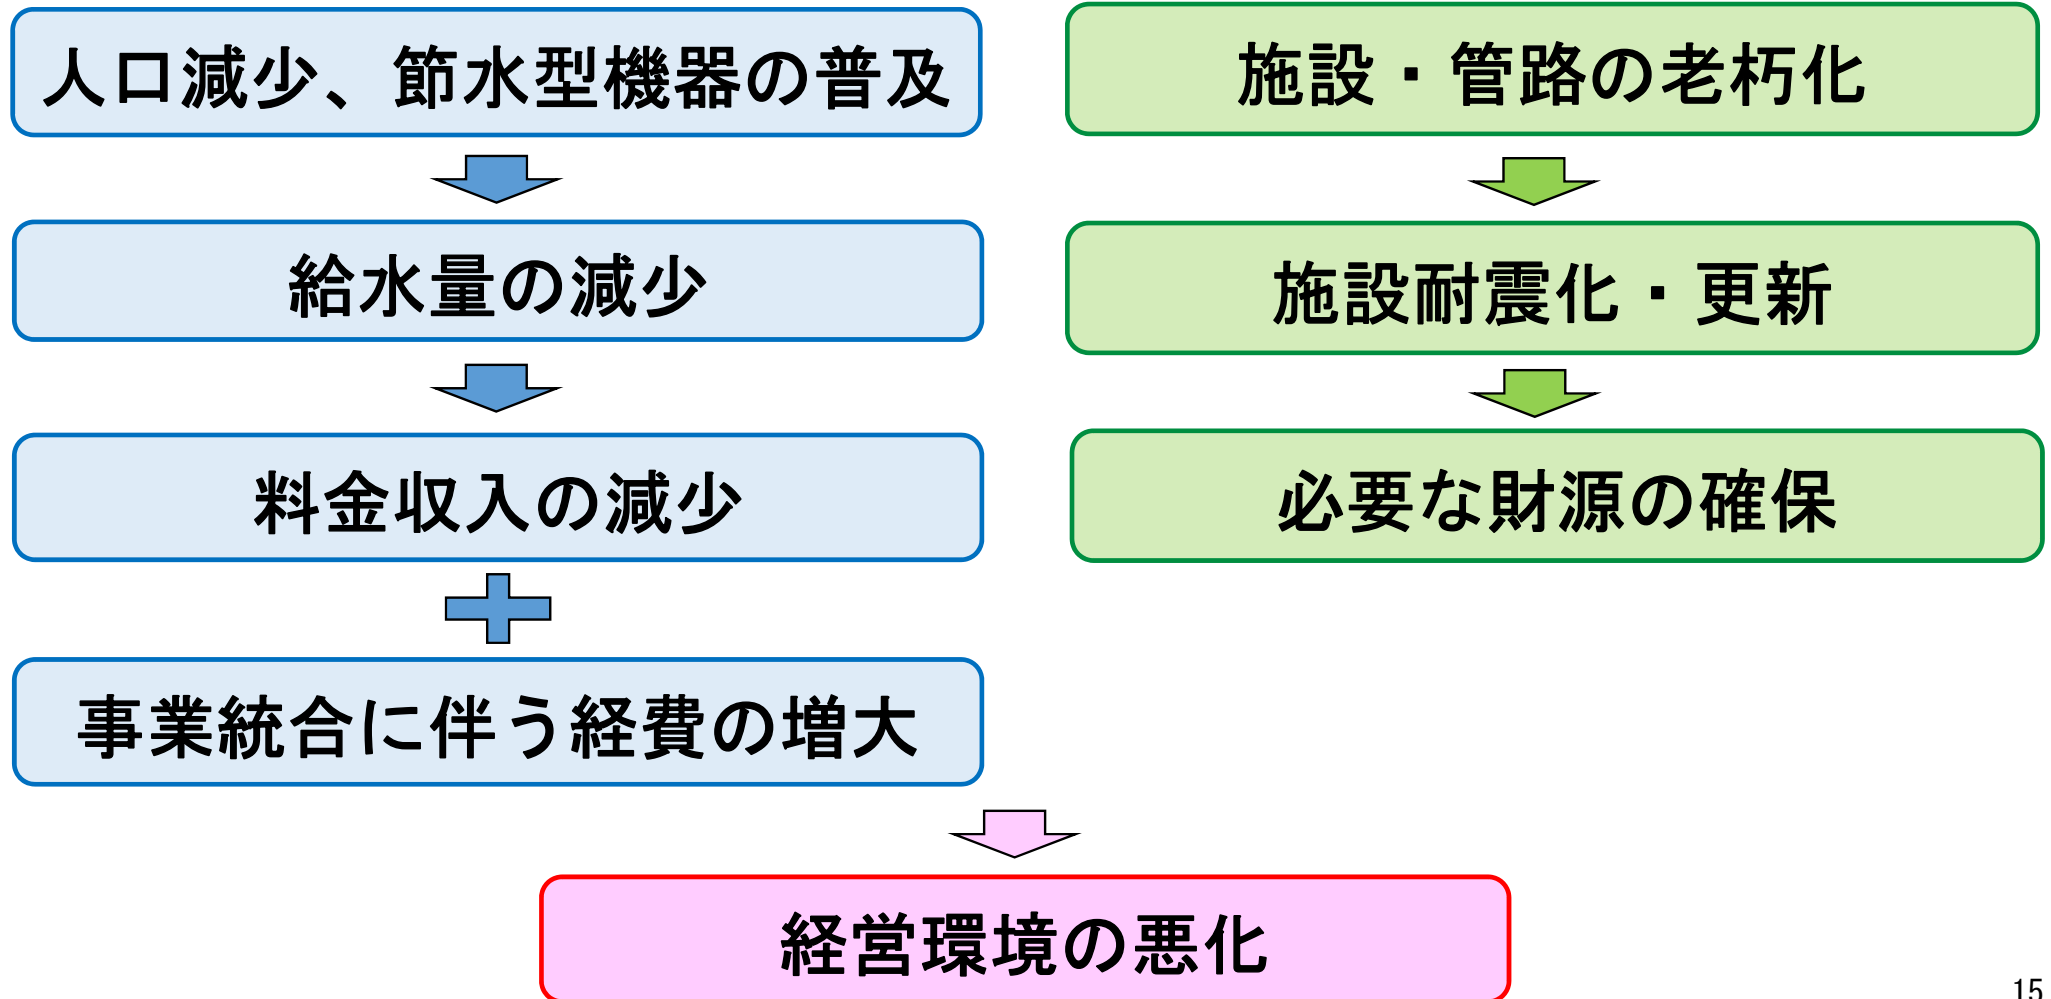 人口減少、節水型機器の普及
給水量の減少
料金収入の減少
事業統合に伴う経費の増大
施設・管路の老朽化
施設耐震化・更新
必要な財源の確保
経営環境の悪化
15